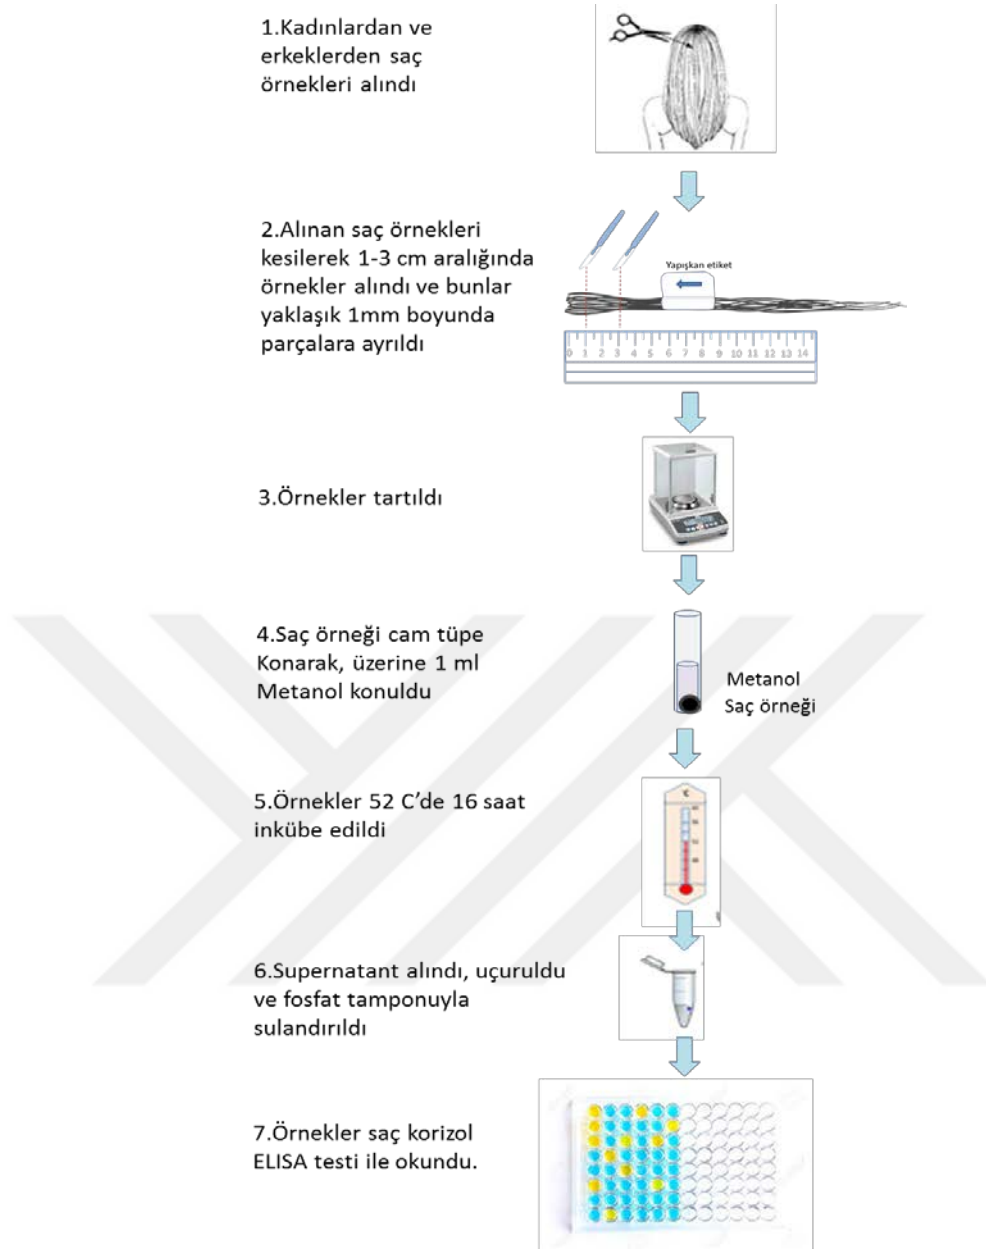 1.Kadınlardan ve
erkeklerden saç
örnekleri alındı
2.Alınan saç örnekleri
kesilerek 1-3 cm aralığında
örnekler alındı ve bunlar
yaklaşık 1mm boyunda
parçalara ayrıldı
Yapışkan etiket
0 1 2 3 4 5 6 7 8 9 10 11 12 13 14
3.Örnekler tartıldı
4.Saç örneği cam tüpe
Konarak, üzerine 1 ml
Metanol konuldu
Metanol
Saç örneği
5.Örnekler 52 C’de 16 saat
inkübe edildi
°C
6.Supernatant alındı, uçuruldu
ve fosfat tamponuyla
sulandırıldı
7.Örnekler saç korizol
ELISA testi ile okundu.